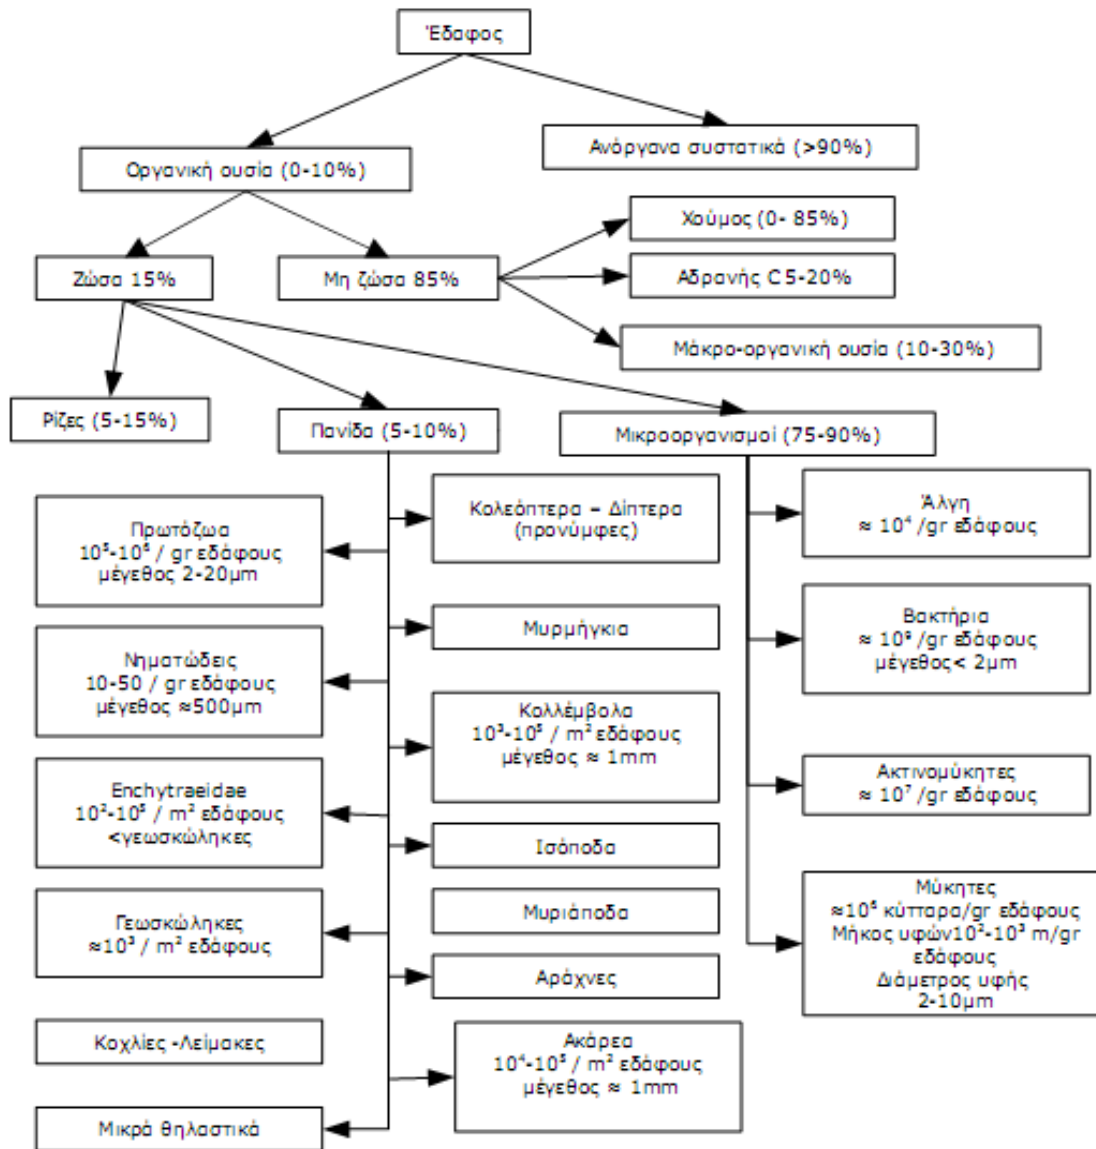 Έδαφος
Ανόργανα συστατικά (>90%)
Οργανική ουσία (0-10%)
Χούμος (0- 85%)
Ζώσα 15%
Μη ζώσα 85%
Αδρανής C 5-20%
Μάκρο-οργανική ουσία (10-30%)
Ρίζες (5-15%)
Πανίδα (5-10%)
Μικροοργανισμοί (75-90%)
Πρωτόζωα
10⁵-10⁶ / gr εδάφους
μέγεθος 2-20μm
Νηματώδεις
10-50 / gr εδάφους
μέγεθος ≈500μm
Enchytraeidae
10²-10⁵ / m² εδάφους
<γεωσκώληκες
Γεωσκώληκες
≈10³ / m² εδάφους
Κοχλίες -Λείμακες
Μικρά θηλαστικά
Κολεόπτερα – Δίπτερα
(προνύμφες)
Μυρμήγκια
Κολλέμβολα
10³-10⁵ / m² εδάφους
μέγεθος ≈ 1mm
Ισόποδα
Μυριάποδα
Αράχνες
Ακάρεα
10⁴-10⁵ / m² εδάφους
μέγεθος ≈ 1mm
Άλγη
≈ 10⁴ /gr εδάφους
Βακτήρια
≈ 10⁹ /gr εδάφους
μέγεθος< 2μm
Ακτινομύκητες
≈ 10⁷ /gr εδάφους
Μύκητες
≈10⁶ κύτταρα/gr εδάφους
Μήκος υφών10²-10³ m/gr
εδάφους
Διάμετρος υφής
2-10μm